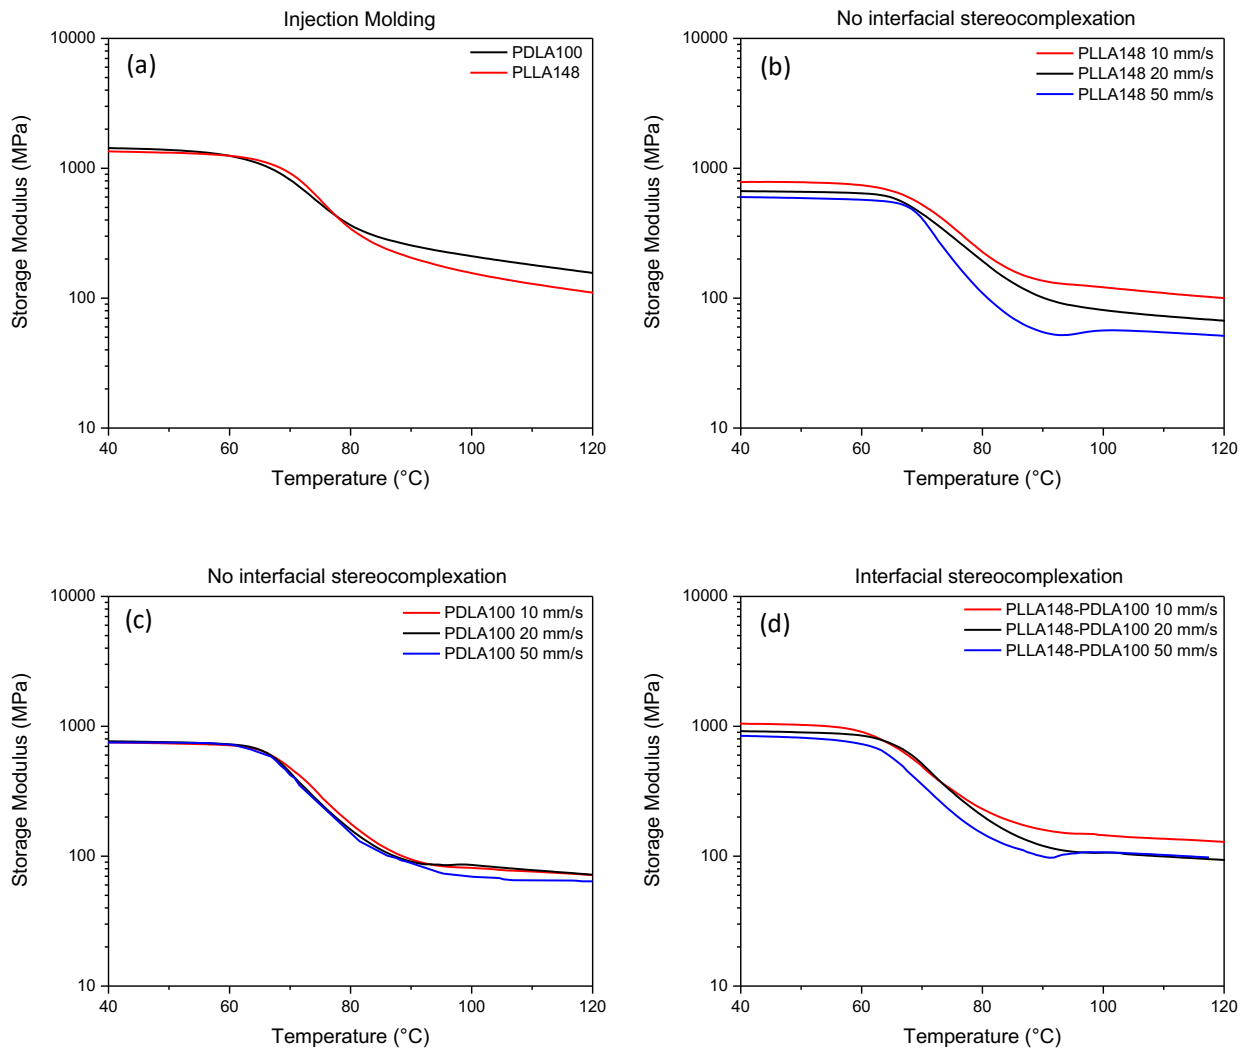 Injection Molding
(a)
PDLA100
PLLA148
10000
1000
100
10
40
60
80
100
120
Storage Modulus (MPa)
Temperature (°C)
No interfacial stereocomplexation
(b)
PLLA148 10 mm/s
PLLA148 20 mm/s
PLLA148 50 mm/s
10000
1000
100
10
40
60
80
100
120
Storage Modulus (MPa)
Temperature (°C)
No interfacial stereocomplexation
(c)
PDLA100 10 mm/s
PDLA100 20 mm/s
PDLA100 50 mm/s
10000
1000
100
10
40
60
80
100
120
Storage Modulus (MPa)
Temperature (°C)
Interfacial stereocomplexation
(d)
PLLA148-PDLA100 10 mm/s
PLLA148-PDLA100 20 mm/s
PLLA148-PDLA100 50 mm/s
10000
1000
100
10
40
60
80
100
120
Storage Modulus (MPa)
Temperature (°C)